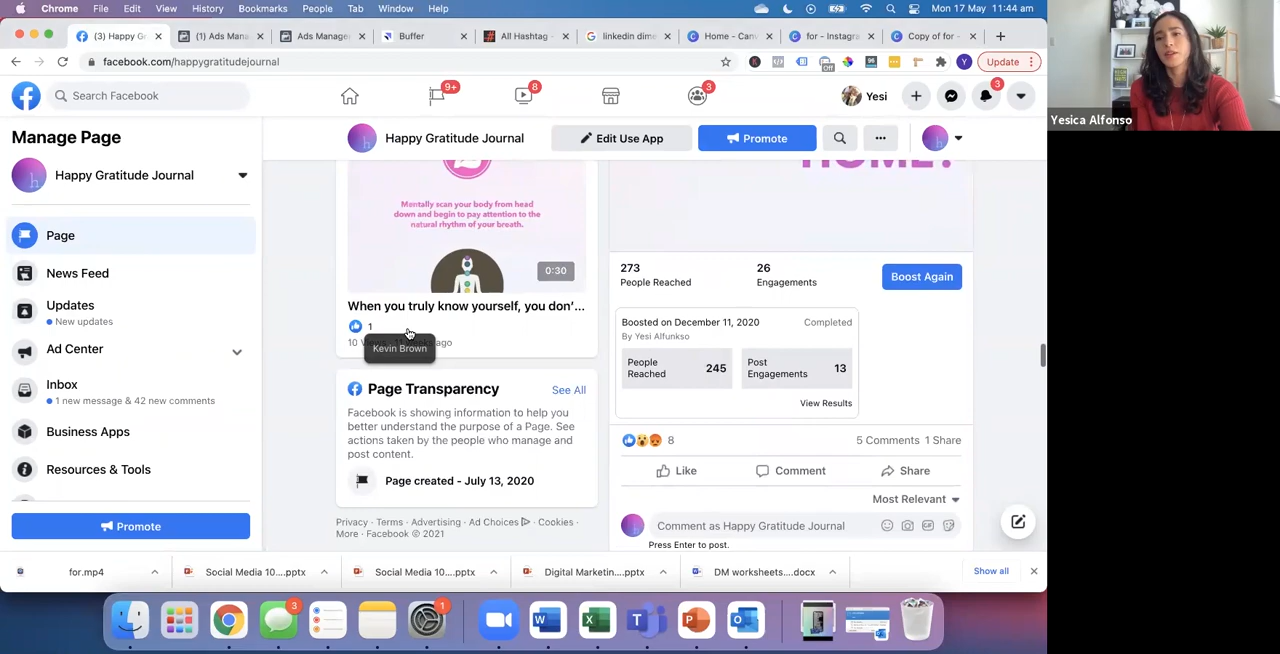 Chrome File Edit View History Bookmarks People Tab Window Help Mon 17 May 11:44 am
(3) Happy G (1) Ads Mana Ads Manage Buffer All Hashtag - linkedin dime Home - Canv for - Instagra Copy of for -
facebook.com/happygratitudejournal Update
Off
Search Facebook
9+
8
3
Yesi
3
Manage Page
Happy Gratitude Journal
Page
News Feed
Updates
New updates
Ad Center
Inbox
1 new message & 42 new comments
Business Apps
Resources & Tools
Promote
Happy Gratitude Journal
Edit Use App
Promote
h
Mentally scan your body from head
down and begin to pay attention to the
natural rhythm of your breath.
0:30
When you truly know yourself, you don'...
1
10 Views · ago
Kevin Brown
Page Transparency See All
Facebook is showing information to help you
better understand the purpose of a Page. See
actions taken by the people who manage and
post content.
Page created - July 13, 2020
Privacy · Terms · Advertising · Ad Choices · Cookies ·
More · Facebook © 2021
HOME?
273
People Reached
26
Engagements
Boost Again
Boosted on December 11, 2020 Completed
By Yesi Alfunkso
People
Reached 245
Post
Engagements 13
View Results
8 5 Comments 1 Share
Like Comment Share
Most Relevant
Comment as Happy Gratitude Journal
GIF
Press Enter to post.
for.mp4 Social Media 10....pptx Social Media 10....pptx Digital Marketin....pptx DM worksheets....docx Show all
3
1
W X T P O
Yesica Alfonso